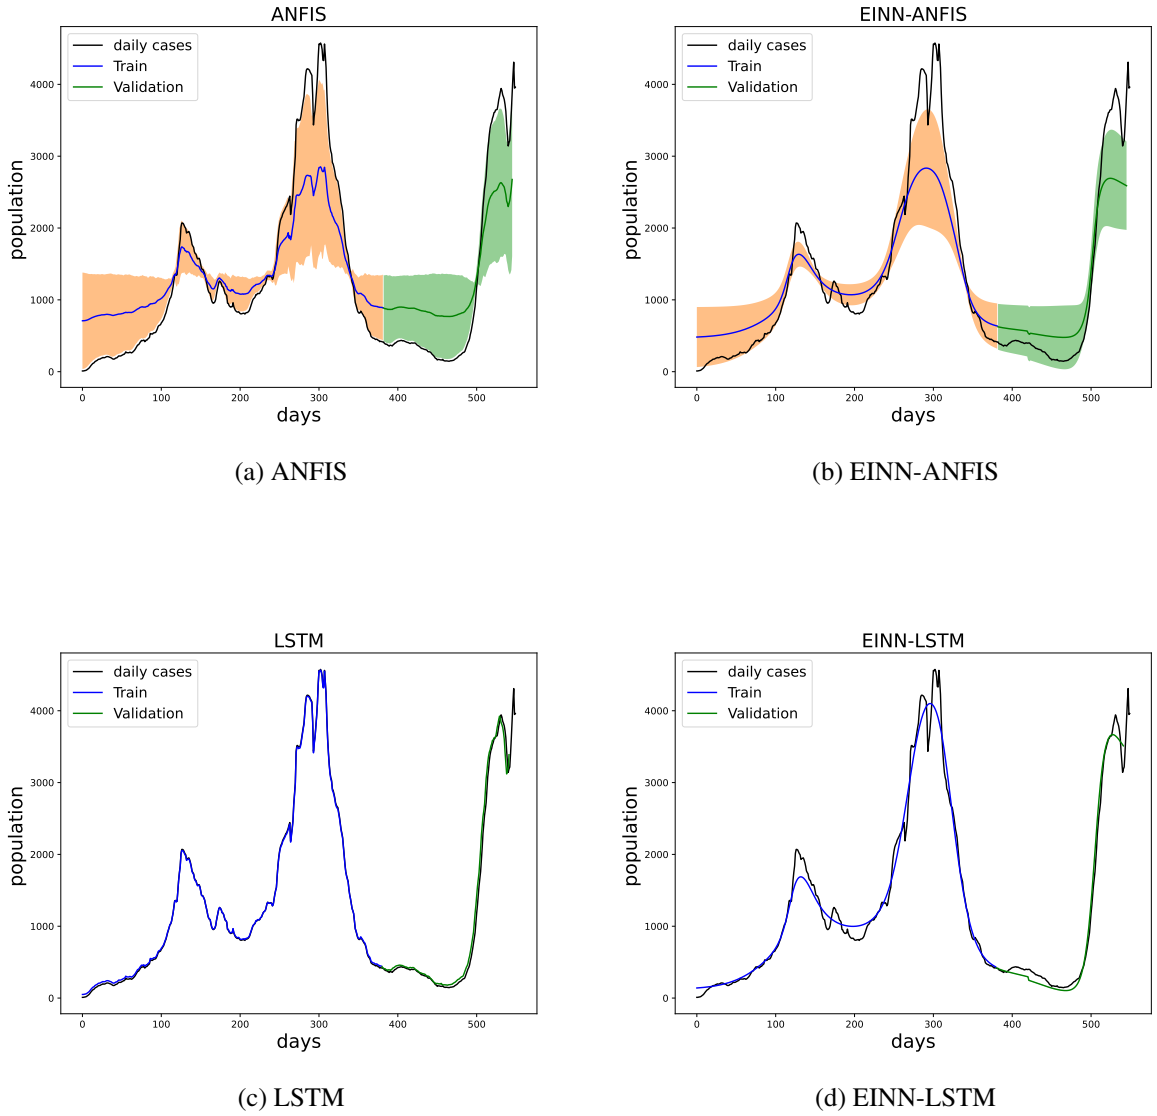 ANFIS
daily cases
Train
Validation
population
4000
3000
2000
1000
0
0 100 200 300 400 500
days
(a) ANFIS
EINN-ANFIS
daily cases
Train
Validation
population
4000
3000
2000
1000
0
0 100 200 300 400 500
days
(b) EINN-ANFIS
LSTM
daily cases
Train
Validation
population
4000
3000
2000
1000
0
0 100 200 300 400 500
days
(c) LSTM
EINN-LSTM
daily cases
Train
Validation
population
4000
3000
2000
1000
0
0 100 200 300 400 500
days
(d) EINN-LSTM